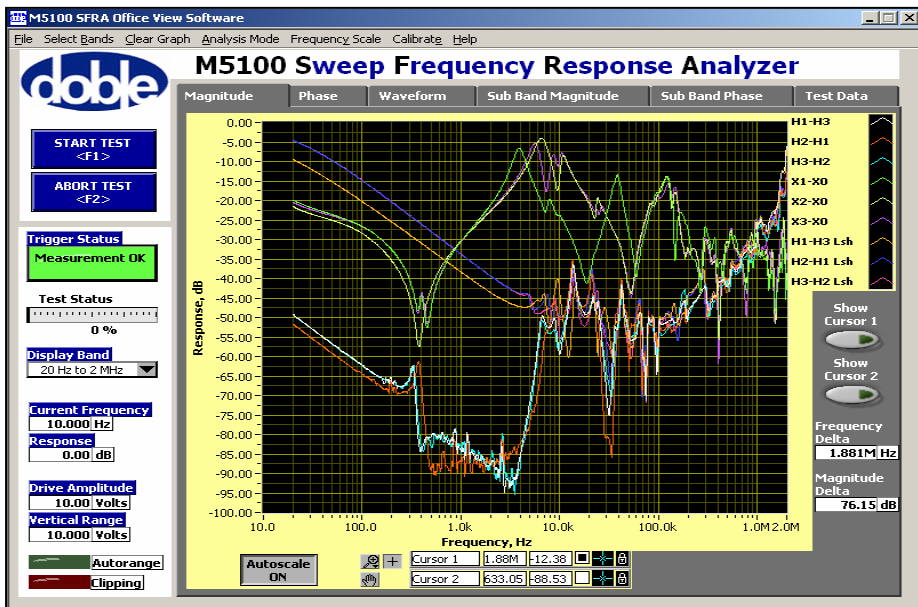 M5100 SFRA Office View Software
File Select Bands Clear Graph Analysis Mode Frequency Scale Calibrate Help
doble
M5100 Sweep Frequency Response Analyzer
Magnitude Phase Waveform Sub Band Magnitude Sub Band Phase Test Data
START TEST
<F1>
ABORT TEST
<F2>
Trigger Status
Measurement OK
Test Status
0 %
Display Band
20 Hz to 2 MHz
Current Frequency
10.000 Hz
Response
0.00 dB
Drive Amplitude
10.00 Volts
Vertical Range
10.000 Volts
Autorange
Clipping
Response, dB
0.00
-5.00
-10.00
-15.00
-20.00
-25.00
-30.00
-35.00
-40.00
-45.00
-50.00
-55.00
-60.00
-65.00
-70.00
-75.00
-80.00
-85.00
-90.00
-95.00
-100.00
10.0 100.0 1.0k 10.0k 100.0k 1.0M 2.0M
Frequency, Hz
H1-H3
H2-H1
H3-H2
X1-X0
X2-X0
X3-X0
H1-H3 Lsh
H2-H1 Lsh
H3-H2 Lsh
Show
Cursor 1
Show
Cursor 2
Frequency
Delta
1.881M Hz
Magnitude
Delta
76.15 dB
Autoscale
ON
Cursor 1 1.88M -12.38
Cursor 2 633.05 -88.53